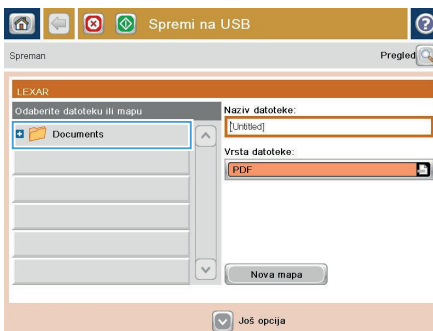 Spremi na USB
?
Spreman
Pregled
LEXAR
Odaberite datoteku ili mapu
Documents
Naziv datoteke:
[Untitled]
Vrsta datoteke:
PDF
Nova mapa
Još opcija